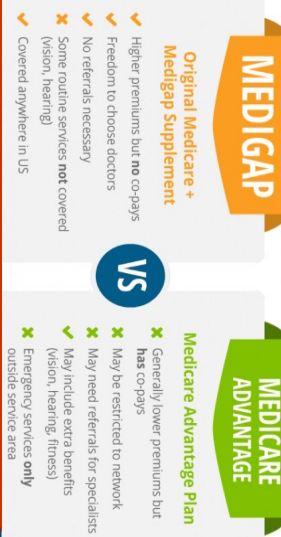 MEDIGAP
Original Medicare +
Medigap Supplement
✔ Higher premiums but no co-pays
✔ Freedom to choose doctors
✔ No referrals necessary
✖ Some routine services not covered
(vision, hearing)
✔ Covered anywhere in US
VS
MEDICARE
ADVANTAGE
Medicare Advantage Plan
✖ Generally lower premiums but
has co-pays
✖ May be restricted to network
✖ May need referrals for specialists
✔ May include extra benefits
(vision, hearing, fitness)
✖ Emergency services only
outside service area